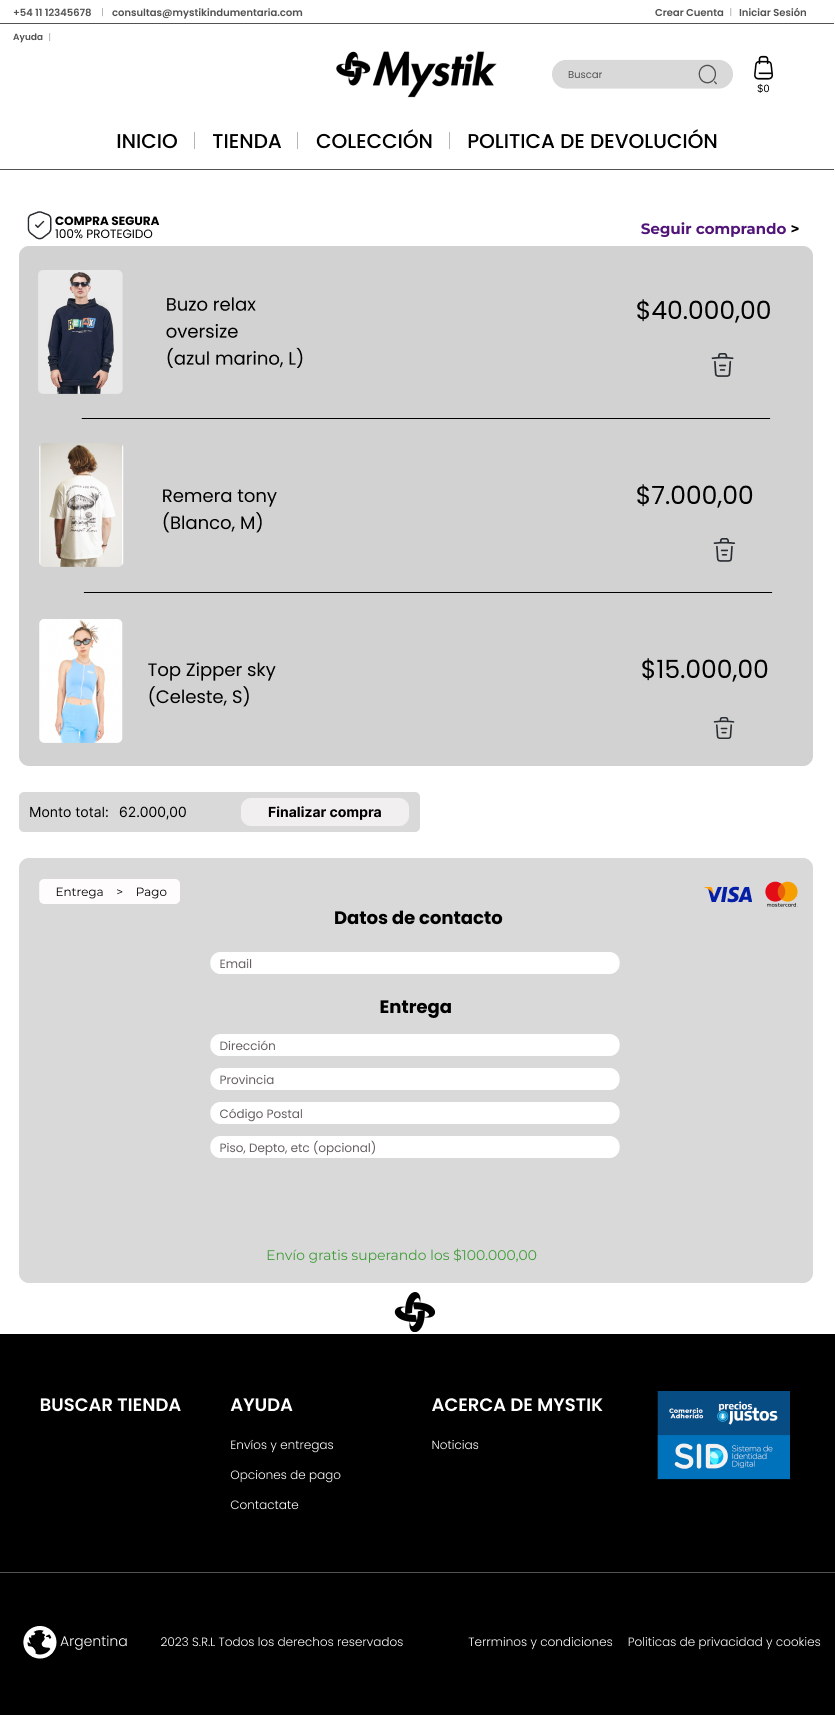 +54 11 12345678 | consultas@mystikindumentaria.com
Crear Cuenta | Iniciar Sesión
Ayuda |
Mystik
Buscar
$0
INICIO | TIENDA | COLECCIÓN | POLITICA DE DEVOLUCIÓN
COMPRA SEGURA
100% PROTEGIDO
Seguir comprando >
RELAX
Buzo relax
oversize
(azul marino, L)
$40.000,00
Remera tony
(Blanco, M)
$7.000,00
Top Zipper sky
(Celeste, S)
$15.000,00
Monto total: 62.000,00
Finalizar compra
Entrega > Pago
VISA
mastercard
Datos de contacto
Email
Entrega
Dirección
Provincia
Código Postal
Piso, Depto, etc (opcional)
Envío gratis superando los $100.000,00
BUSCAR TIENDA
AYUDA
Envíos y entregas
Opciones de pago
Contactate
ACERCA DE MYSTIK
Noticias
Comercio
Adherido
precios
justos
SID
Sistema de
Identidad
Digital
Argentina
2023 S.R.L Todos los derechos reservados
Terrminos y condiciones
Politicas de privacidad y cookies